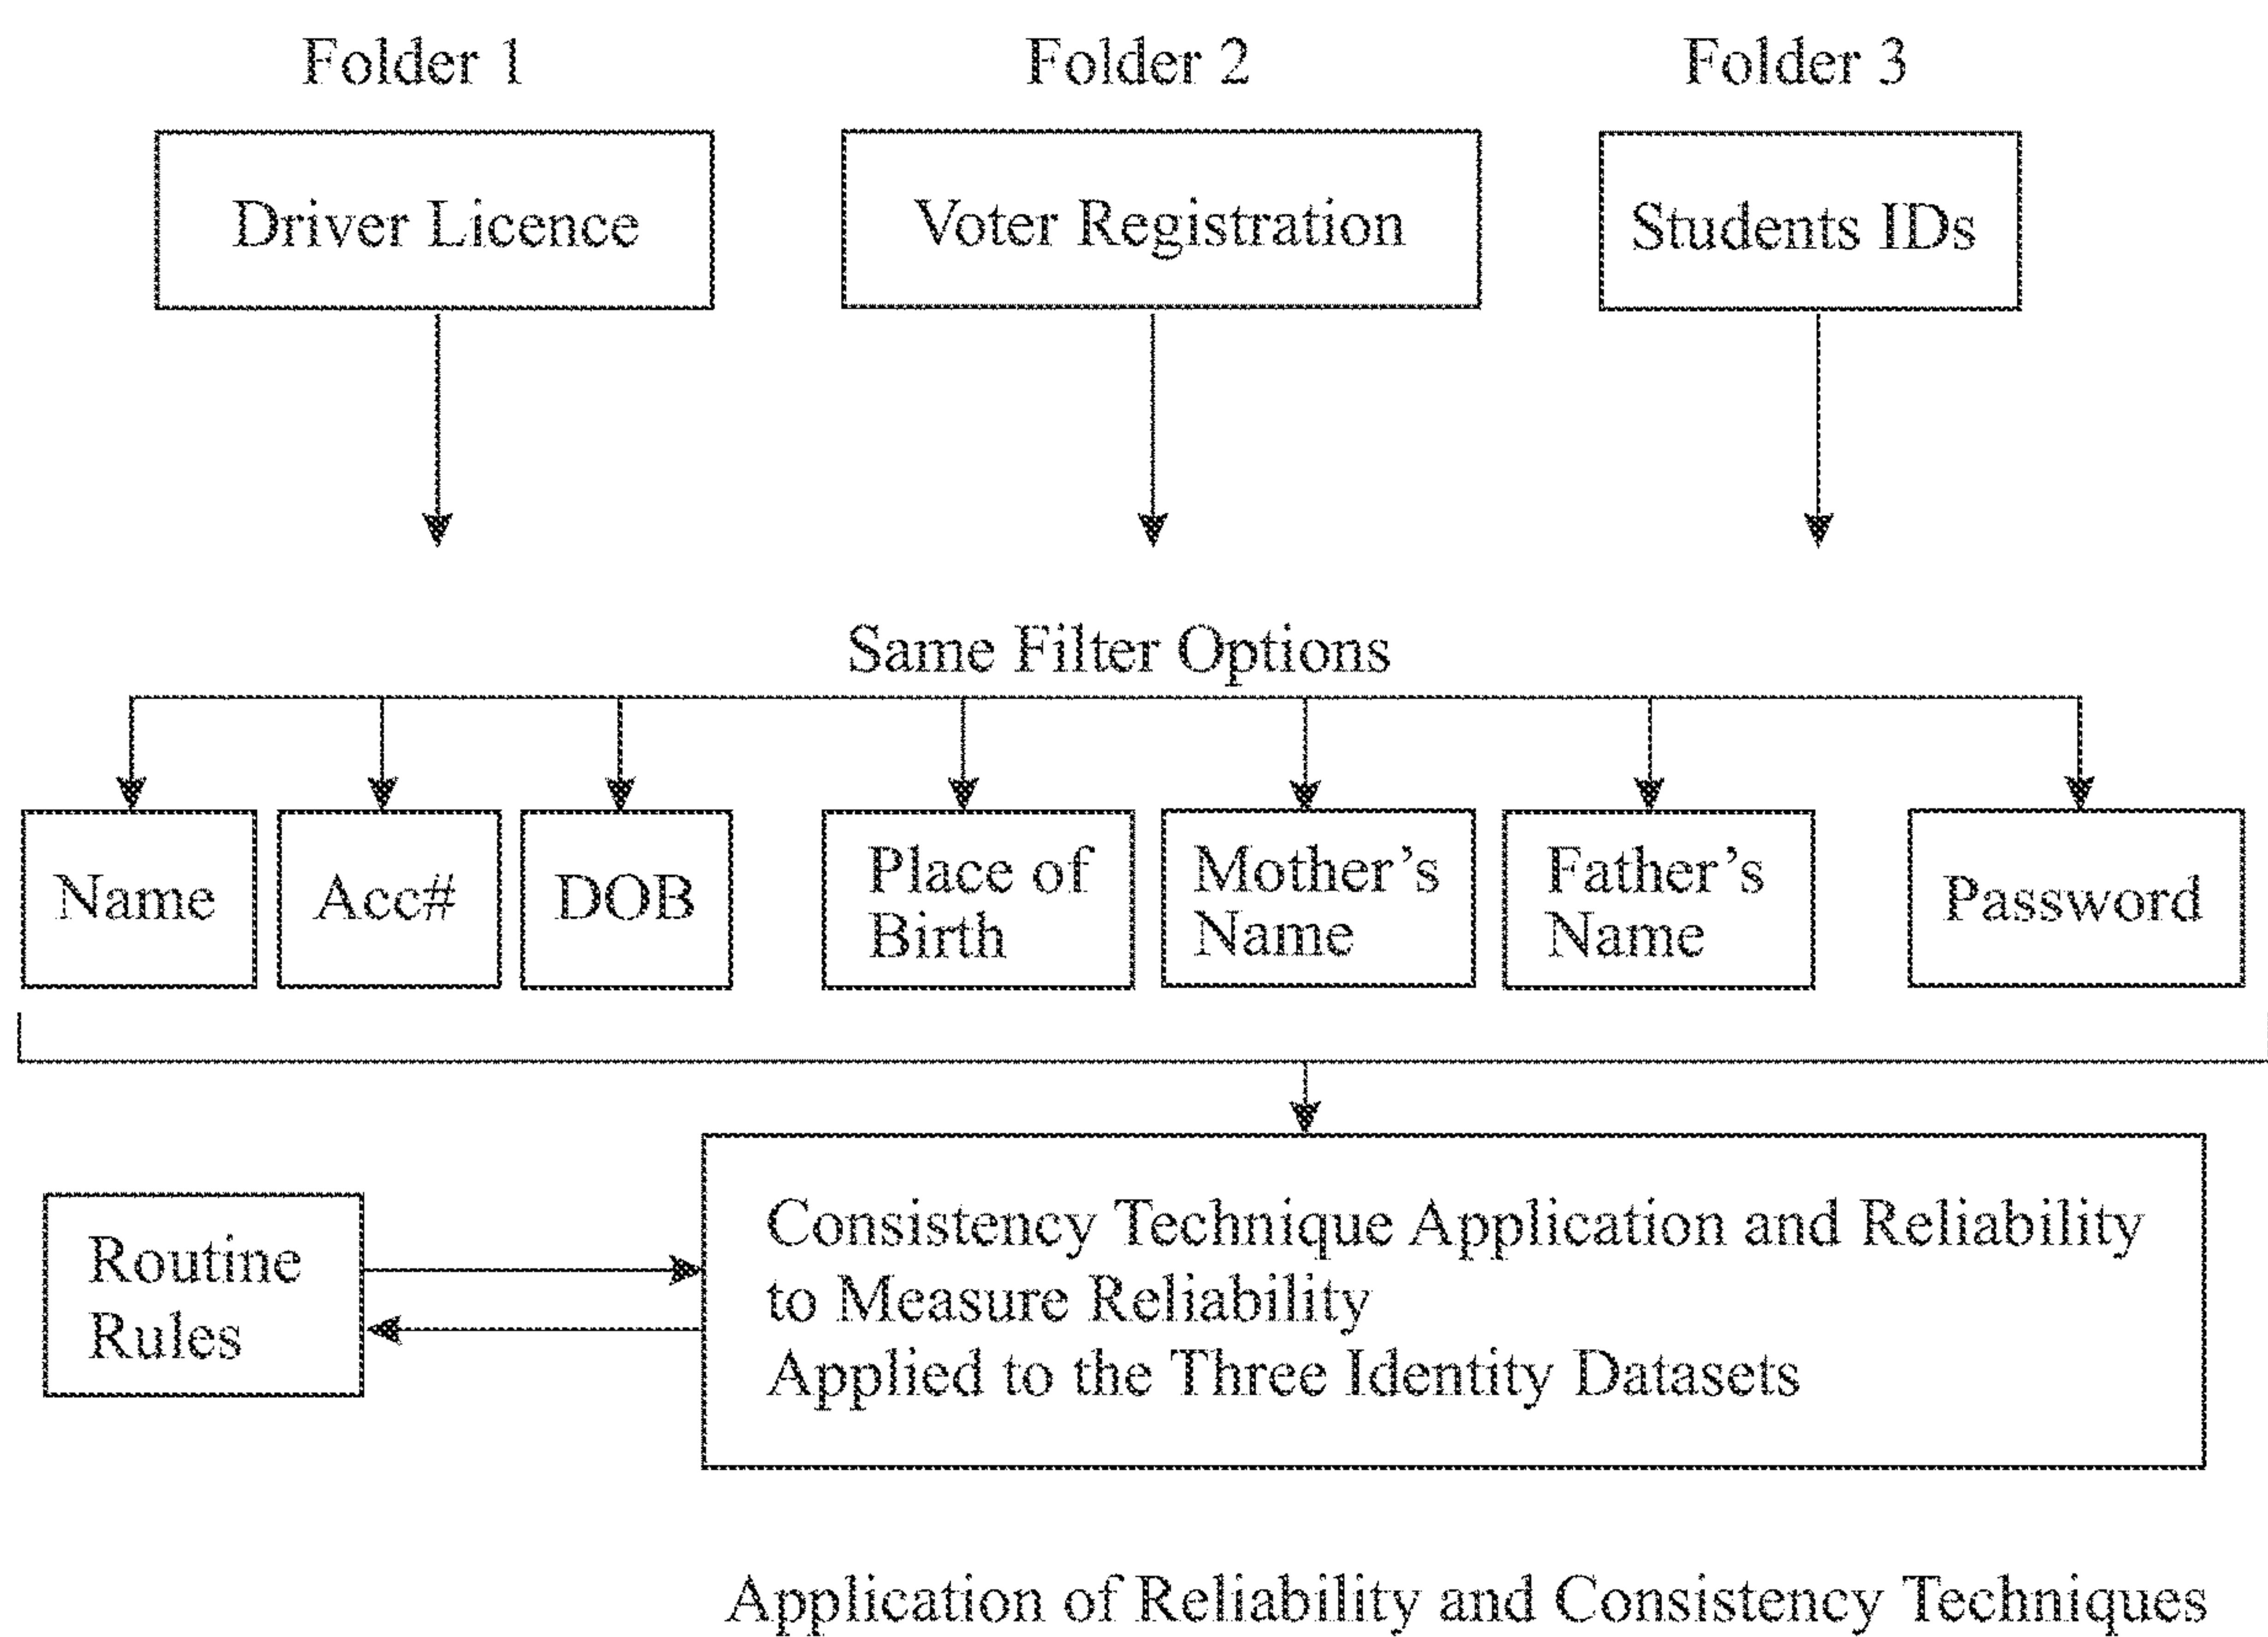 Folder 1
Folder 2
Folder 3
Driver Licence
Voter Registration
Students IDs
Same Filter Options
Name
Acc#
DOB
Place of
Birth
Mother's
Name
Father's
Name
Password
Routine
Rules
Consistency Technique Application and Reliability
to Measure Reliability
Applied to the Three Identity Datasets
Application of Reliability and Consistency Techniques